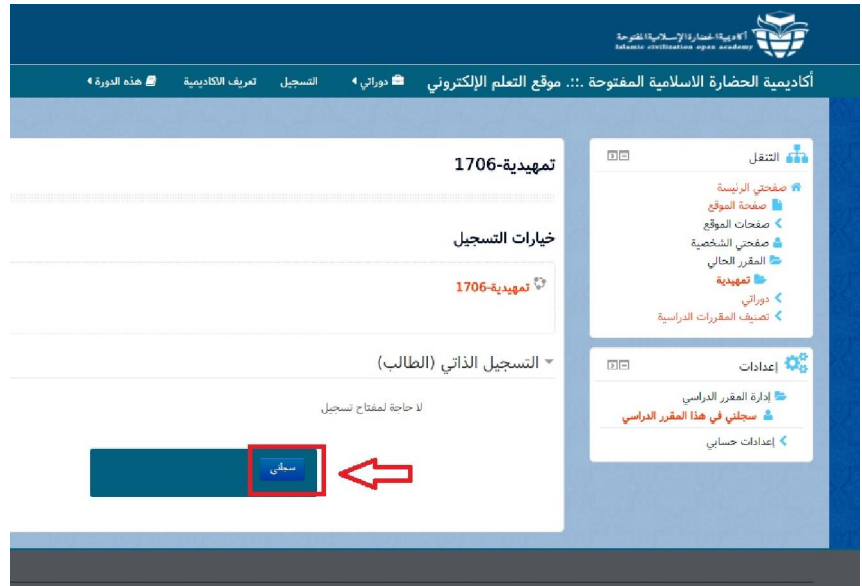 أكاديمية الحضارة الإسلامية المفتوحة
Islamic civilization open academy
أكاديمية الحضارة الاسلامية المفتوحة .::. موقع التعلم الإلكتروني
دوراتي
التسجيل
تعريف الاكاديمية
هذه الدورة
التنقل
صفحتي الرئيسة
صفحة الموقع
صفحات الموقع
صفحتي الشخصية
المقرر الحالي
تمهيدية
دوراتي
تصنيف المقررات الدراسية
إعدادات
إدارة المقرر الدراسي
سجلني في هذا المقرر الدراسي
إعدادات حسابي
تمهيدية-1706
خيارات التسجيل
تمهيدية-1706
التسجيل الذاتي (الطالب)
لا حاجة لمفتاح تسجيل
سجلني